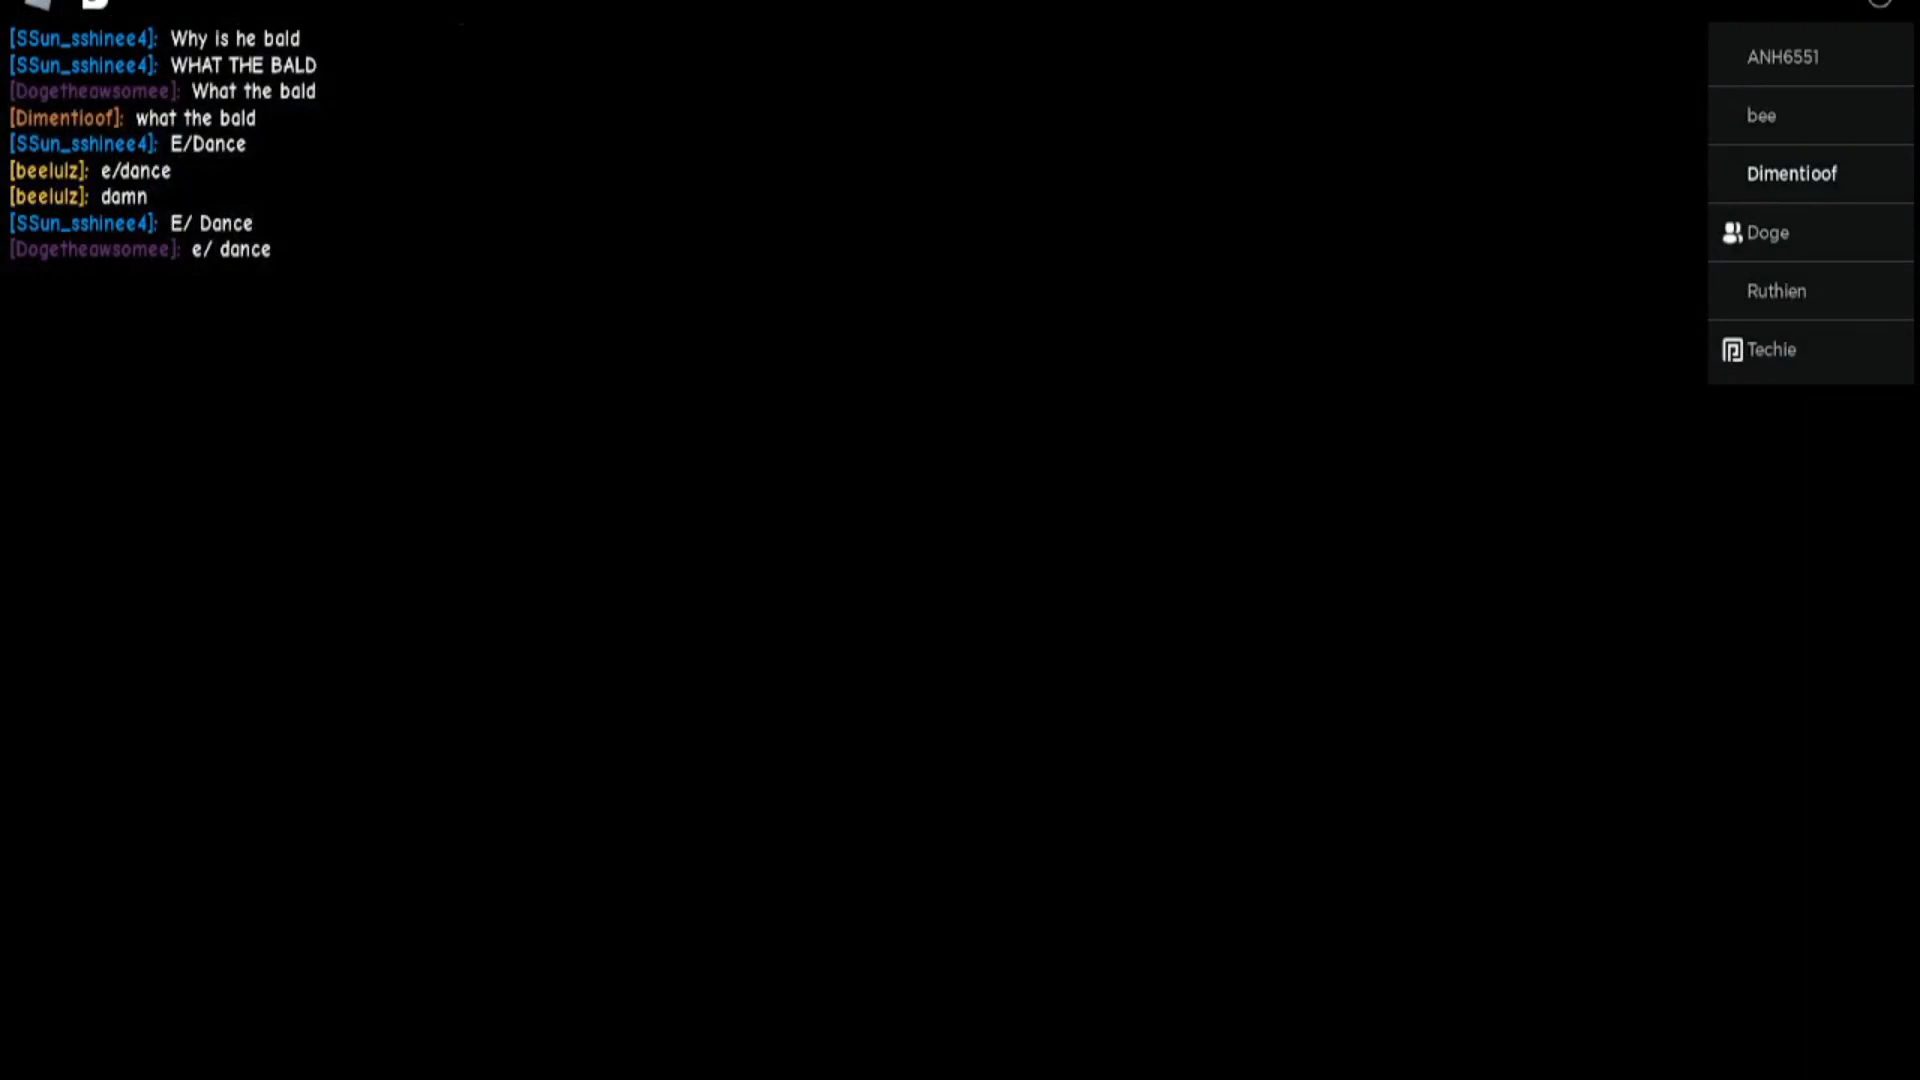 [SSun_sshinee4]: Why is he bald
[SSun_sshinee4]: WHAT THE BALD
[Dogetheawsomee]: What the bald
[Dimentioof]: what the bald
[SSun_sshinee4]: E/Dance
[beelulz]: e/dance
[beelulz]: damn
[SSun_sshinee4]: E/ Dance
[Dogetheawsomee]: e/ dance
ANH6551
bee
Dimentioof
Doge
Ruthien
Techie